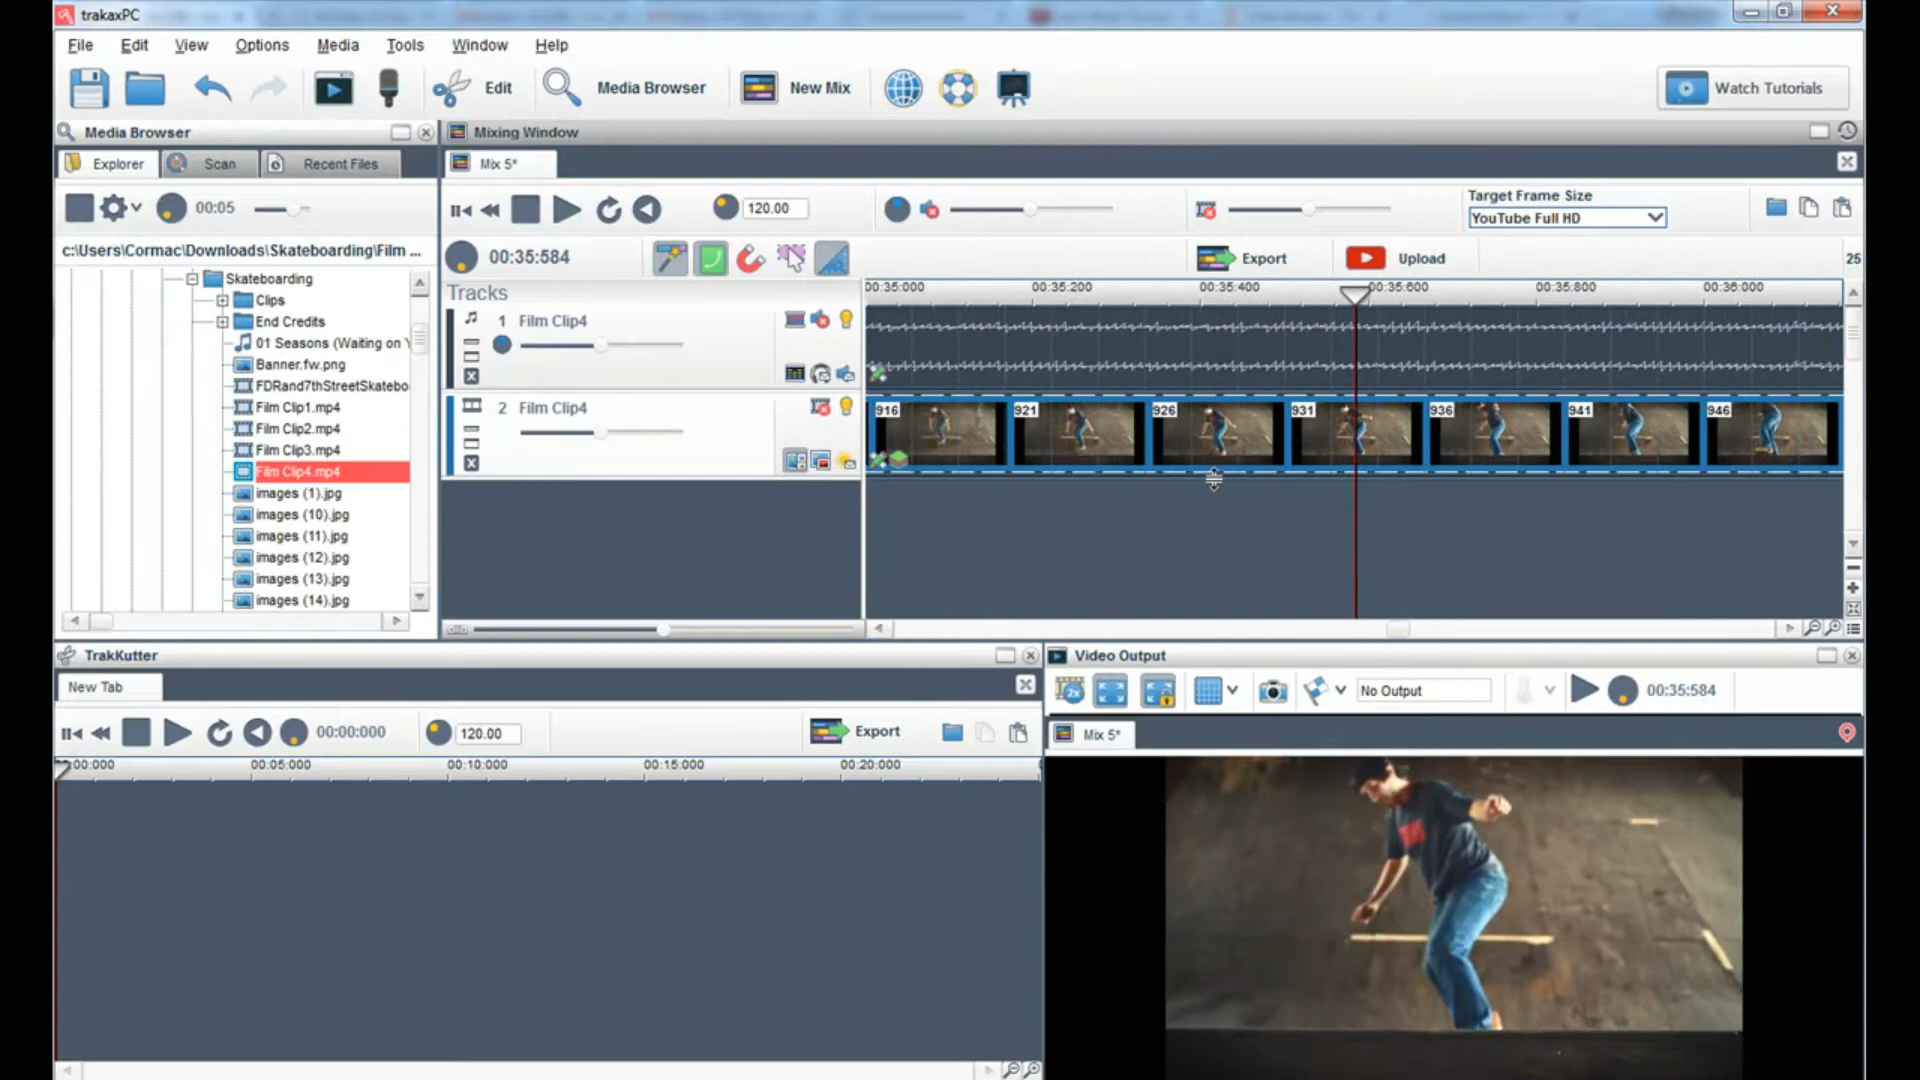 trakaxPC
File Edit View Options Media Tools Window Help
Edit Media Browser New Mix Watch Tutorials
Media Browser
Explorer Scan Recent Files
00:05
c:\Users\Cormac\Downloads\Skateboarding\Film ...
Skateboarding
Clips
End Credits
01 Seasons (Waiting on
Banner.fw.png
FDRand7thStreetSkatebo
Film Clip1.mp4
Film Clip2.mp4
Film Clip3.mp4
Film Clip4.mp4
images (1).jpg
images (10).jpg
images (11).jpg
images (12).jpg
images (13).jpg
images (14).jpg
Mixing Window
Mix 5*
120.00
Target Frame Size
YouTube Full HD
00:35:584
Export Upload 25
Tracks
00:35:000 00:35:200 00:35:400 00:35:600 00:35:800 00:36:000
1 Film Clip4
2 Film Clip4
916 921 926 931 936 941 946
TrakKutter
New Tab
00:00:000 120.00 Export
00:000 00:05:000 00:10:000 00:15:000 00:20:000
Video Output
2x No Output 00:35:584
Mix 5*